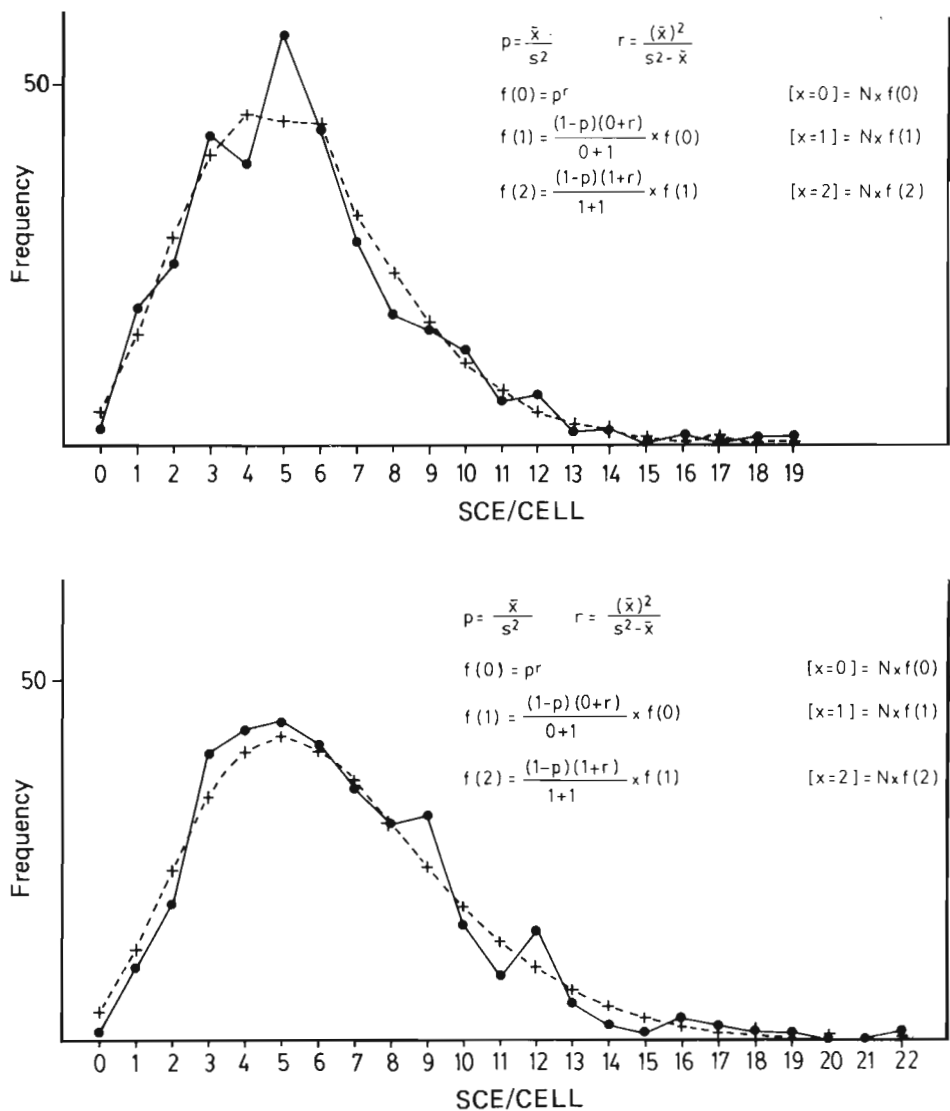 p = x̄ / s²    r = (x̄)² / s² - x̄
f(0) = pʳ    [x=0] = N x f(0)
f(1) = (1-p)(0+r) / 0+1 x f(0)    [x=1] = N x f(1)
f(2) = (1-p)(1+r) / 1+1 x f(1)    [x=2] = N x f(2)
50
Frequency
0 1 2 3 4 5 6 7 8 9 10 11 12 13 14 15 16 17 18 19
SCE/CELL
p = x̄ / s²    r = (x̄)² / s² - x̄
f(0) = pʳ    [x=0] = N x f(0)
f(1) = (1-p)(0+r) / 0+1 x f(0)    [x=1] = N x f(1)
f(2) = (1-p)(1+r) / 1+1 x f(1)    [x=2] = N x f(2)
50
Frequency
0 1 2 3 4 5 6 7 8 9 10 11 12 13 14 15 16 17 18 19 20 21 22
SCE/CELL